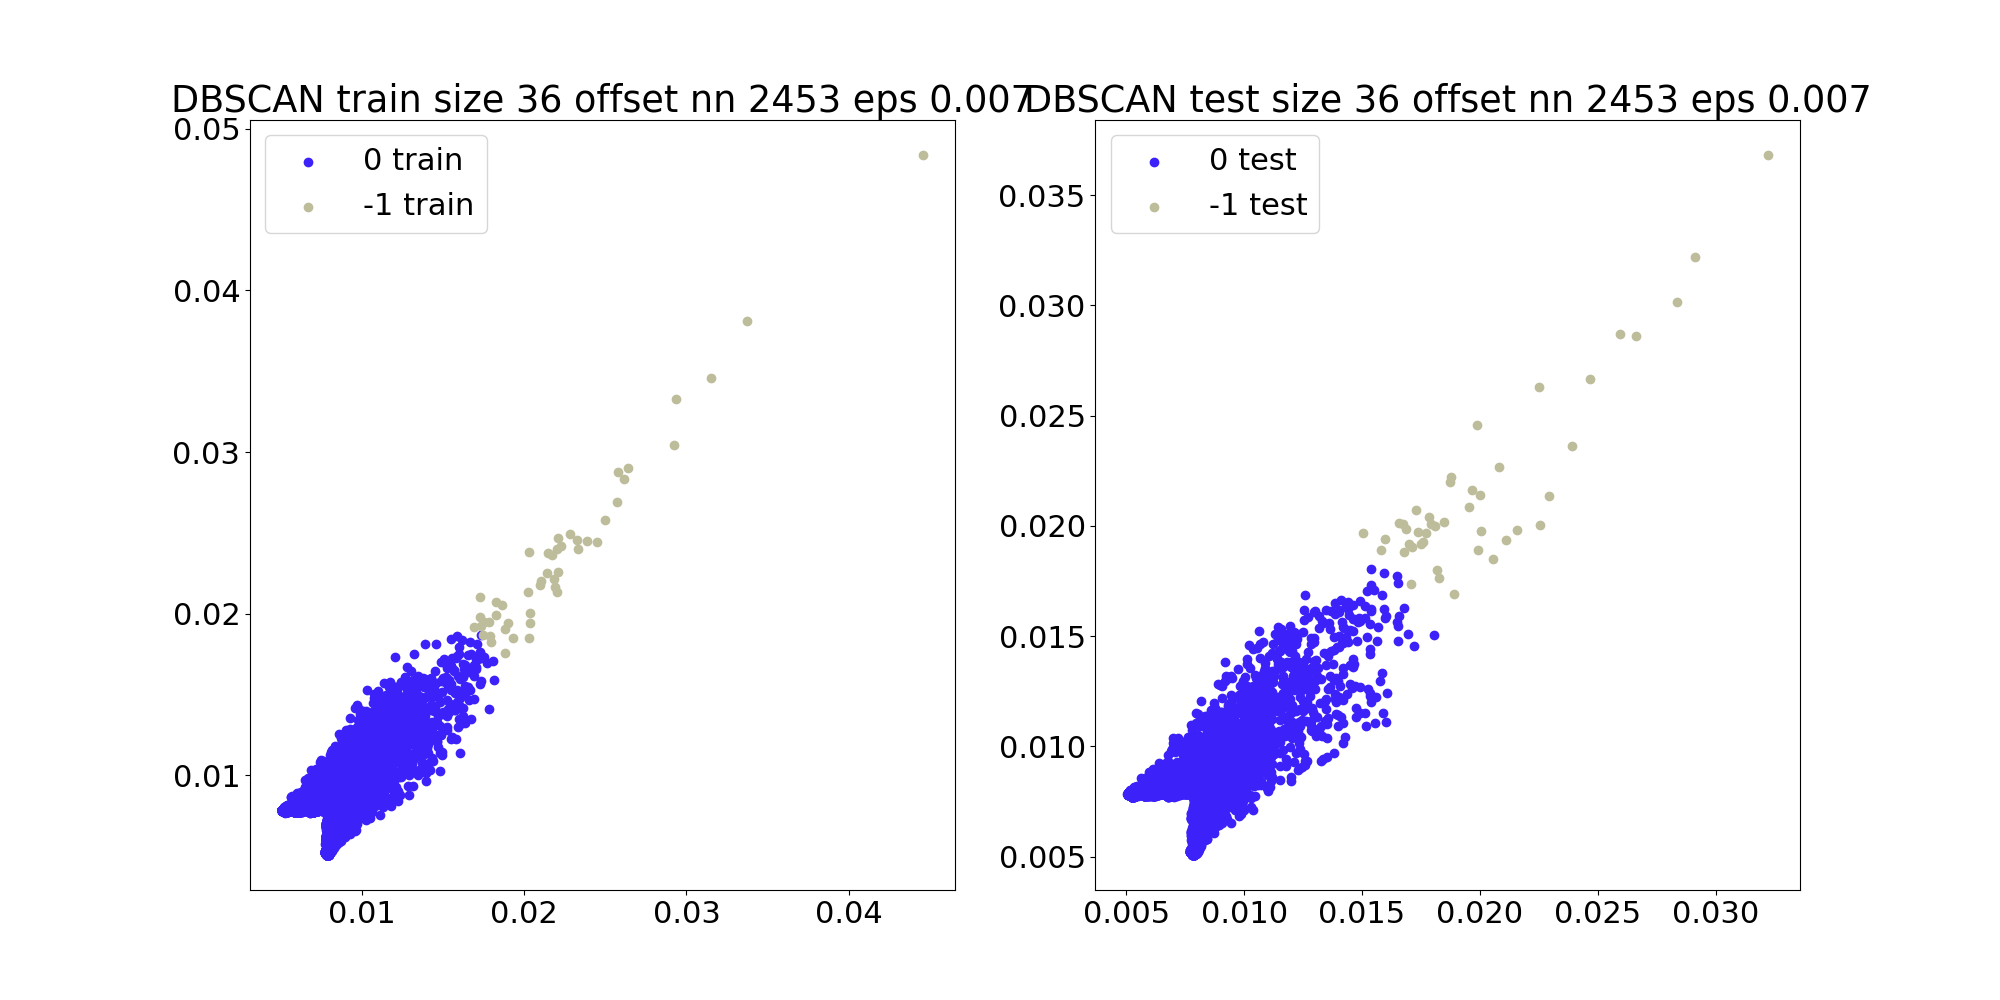 DBSCAN train size 36 offset nn 2453 eps 0.007
0 train
-1 train
0.05
0.04
0.03
0.02
0.01
0.01 0.02 0.03 0.04
DBSCAN test size 36 offset nn 2453 eps 0.007
0 test
-1 test
0.035
0.030
0.025
0.020
0.015
0.010
0.005
0.005 0.010 0.015 0.020 0.025 0.030